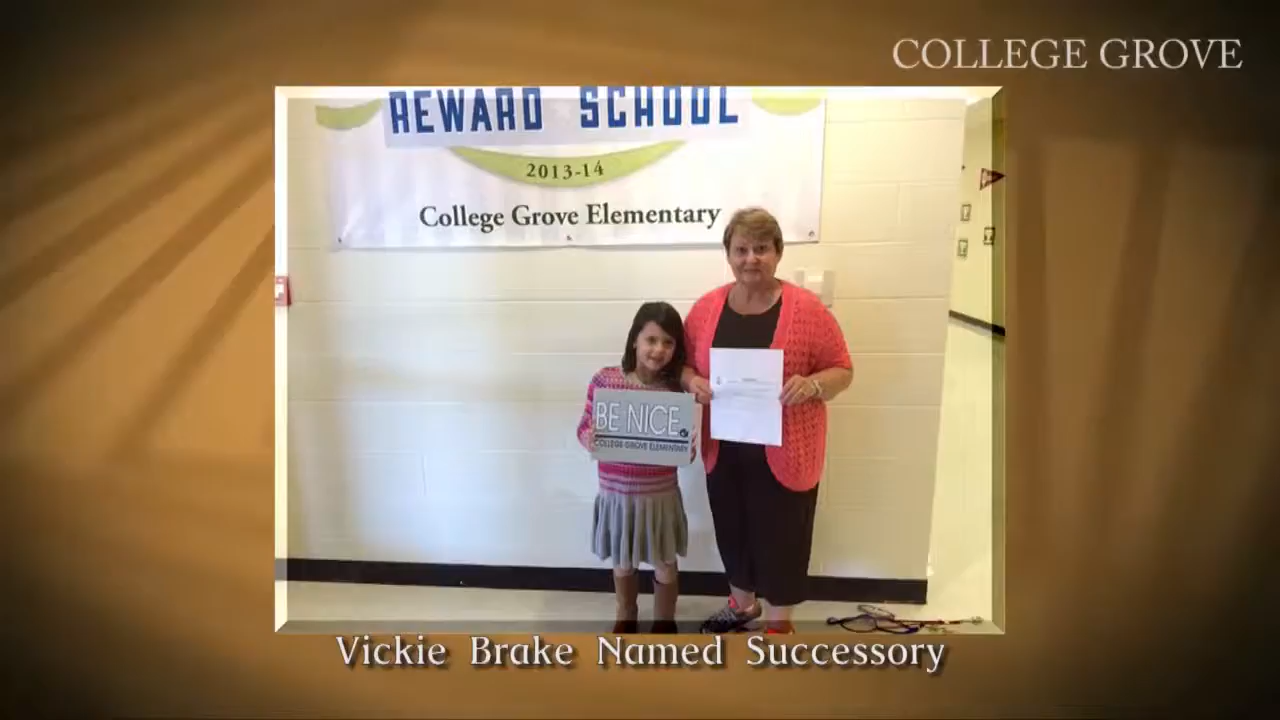 COLLEGE GROVE
REWARD SCHOOL
2013-14
College Grove Elementary
BE NICE.
COLLEGE GROVE ELEMENTARY
Vickie Brake Named Successory